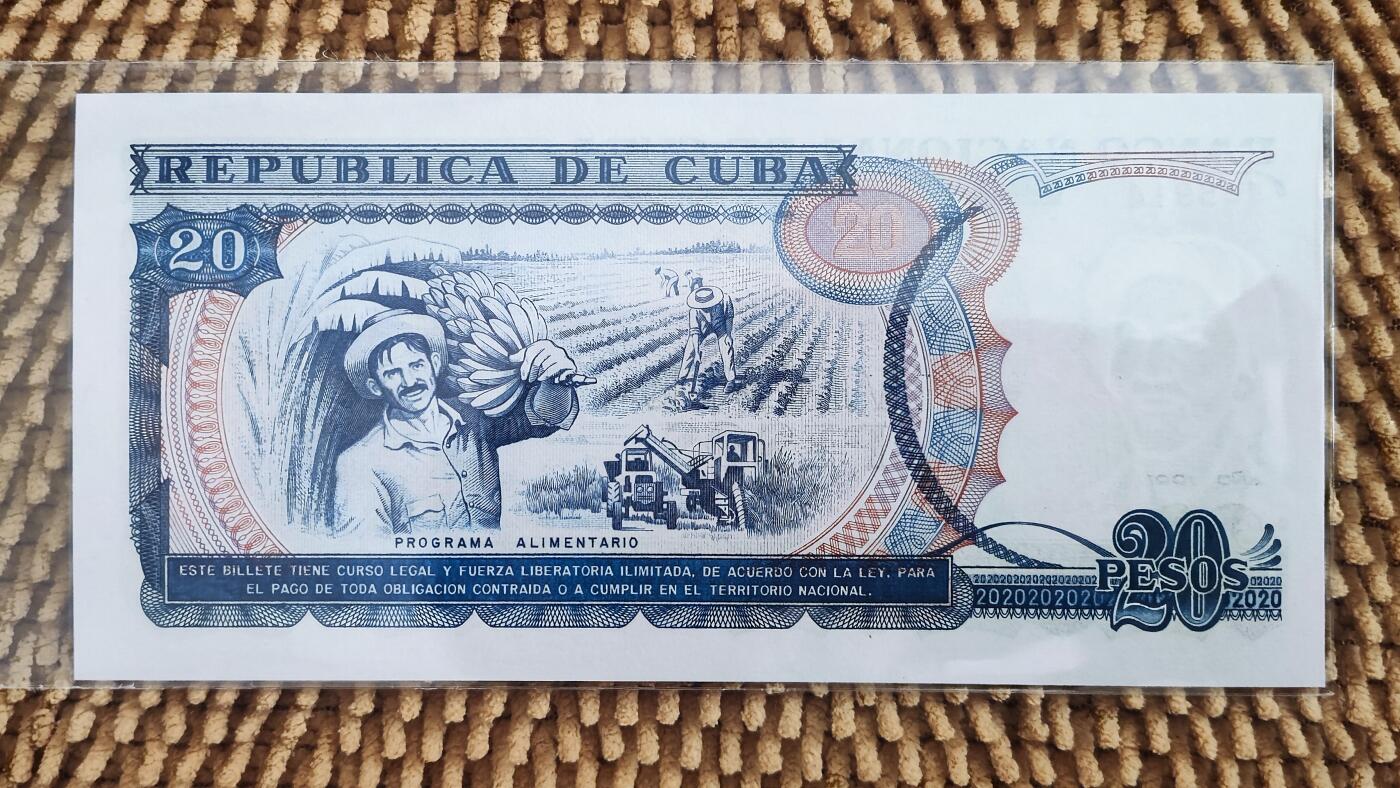 REPUBLICA DE CUBA
20
20
PROGRAMA ALIMENTARIO
ESTE BILLETE TIENE CURSO LEGAL Y FUERZA LIBERATORIA ILIMITADA, DE ACUERDO CON LA LEY, PARA
EL PAGO DE TODA OBLIGACION CONTRAIDA O A CUMPLIR EN EL TERRITORIO NACIONAL.
20
PESOS